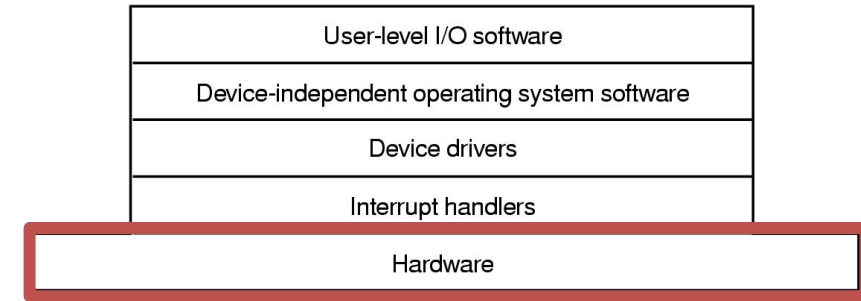 User-level I/O software
Device-independent operating system software
Device drivers
Interrupt handlers
Hardware